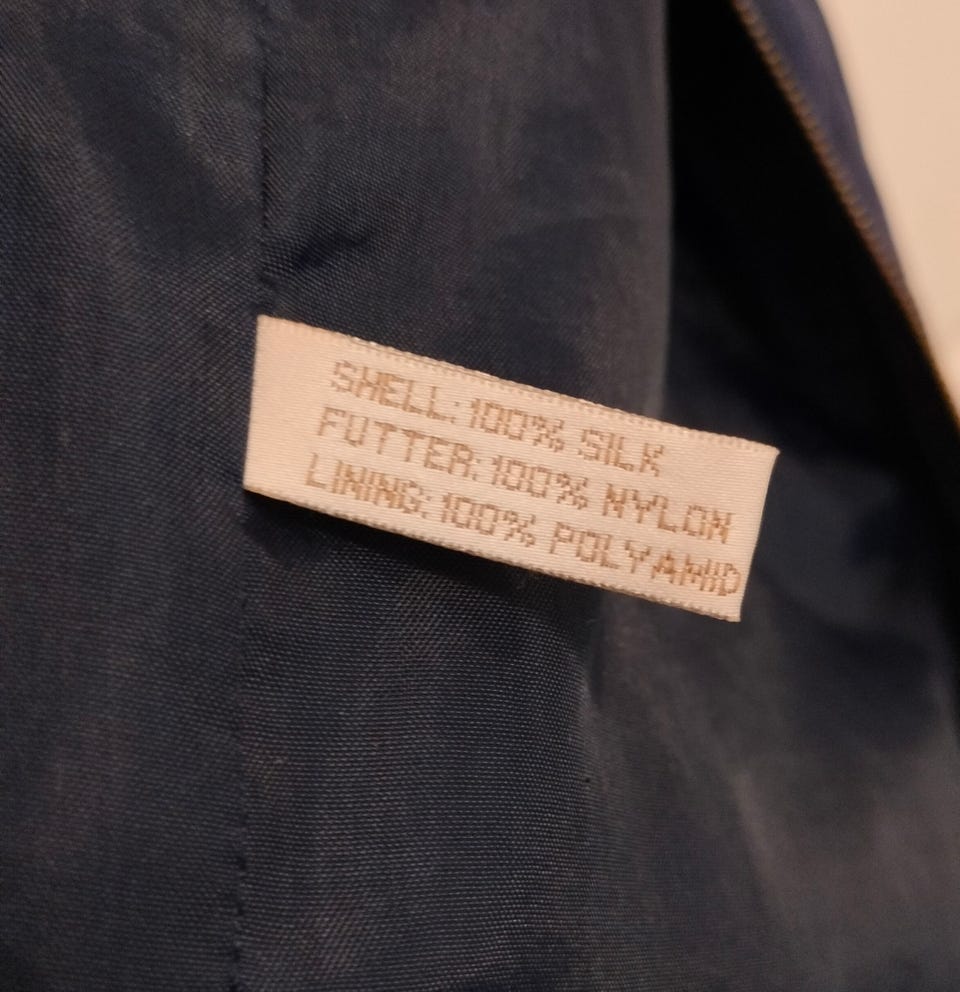 SHELL: 100% SILK
FUTTER: 100% NYLON
LINING: 100% POLYAMID